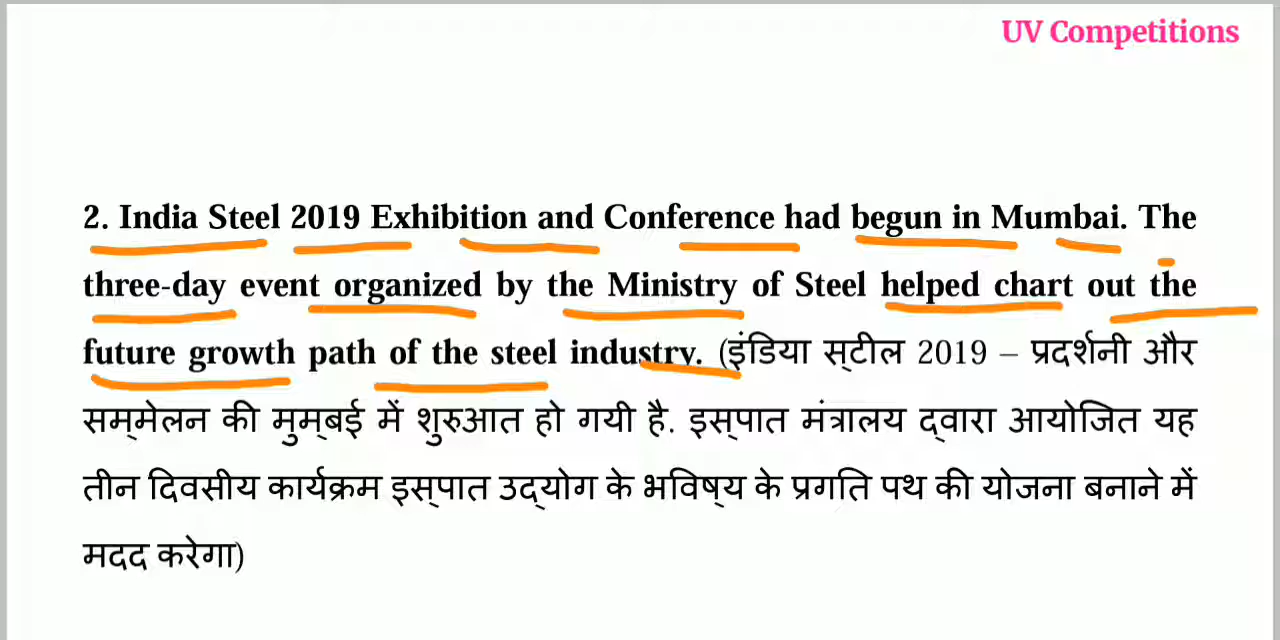 UV Competitions
2. India Steel 2019 Exhibition and Conference had begun in Mumbai. The
three-day event organized by the Ministry of Steel helped chart out the
future growth path of the steel industry. (इंडिया स्टील 2019 – प्रदर्शनी और
सम्मेलन की मुम्बई में शुरुआत हो गयी है. इस्पात मंत्रालय द्वारा आयोजित यह
तीन दिवसीय कार्यक्रम इस्पात उद्योग के भविष्य के प्रगति पथ की योजना बनाने में
मदद करेगा)